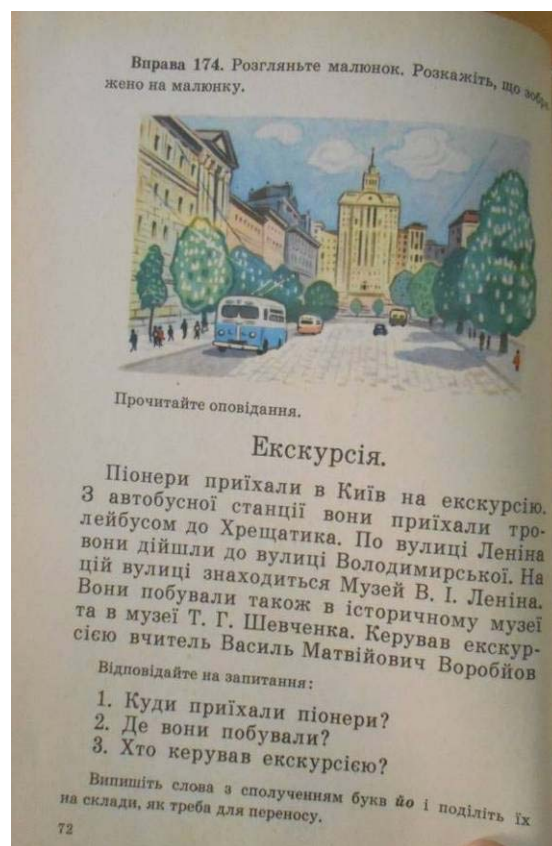 Вправа 174. Розгляньте малюнок. Розкажіть, що зобра-
жено на малюнку.
Прочитайте оповідання.
Екскурсія.
Піонери приїхали в Київ на екскурсію.
З автобусної станції вони приїхали тро-
лейбусом до Хрещатика. По вулиці Леніна
вони дійшли до вулиці Володимирської. На
цій вулиці знаходиться Музей В. І. Леніна.
Вони побували також в історичному музеї
та в музеї Т. Г. Шевченка. Керував екскур-
сією вчитель Василь Матвійович Воробйов
Відповідайте на запитання:
1. Куди приїхали піонери?
2. Де вони побували?
3. Хто керував екскурсією?
Випишіть слова з сполученням букв йо і поділіть їх
на склади, як треба для переносу.
72